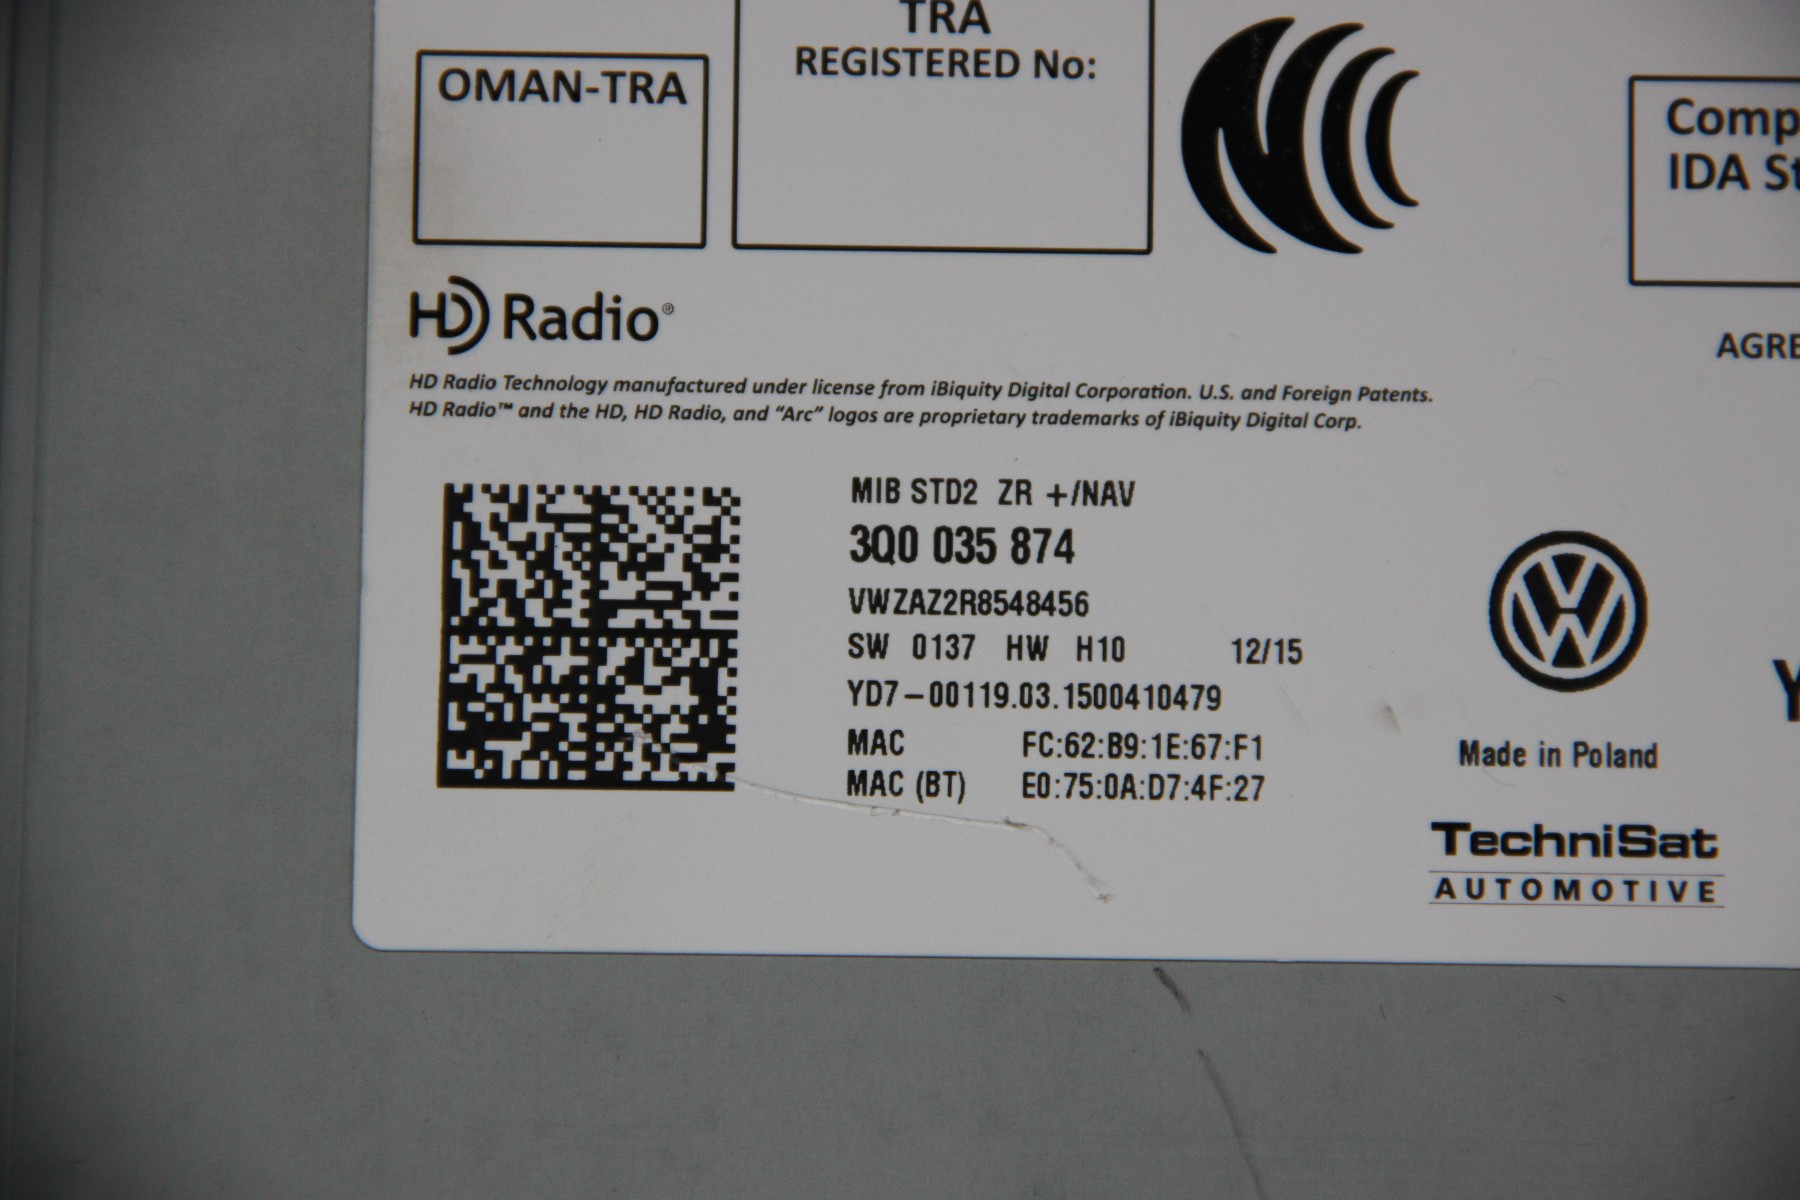 TRA
REGISTERED No:
OMAN-TRA
Comp
IDA St
HD Radio®
AGRE
HD Radio Technology manufactured under license from iBiquity Digital Corporation. U.S. and Foreign Patents.
HD Radio™ and the HD, HD Radio, and “Arc” logos are proprietary trademarks of iBiquity Digital Corp.
MIB STD2 ZR +/NAV
3Q0 035 874
VWZAZ2R8548456
SW 0137 HW H10 12/15
YD7-00119.03.1500410479
MAC FC:62:B9:1E:67:F1
MAC (BT) E0:75:0A:D7:4F:27
VW
Y
Made in Poland
TechniSat
AUTOMOTIVE